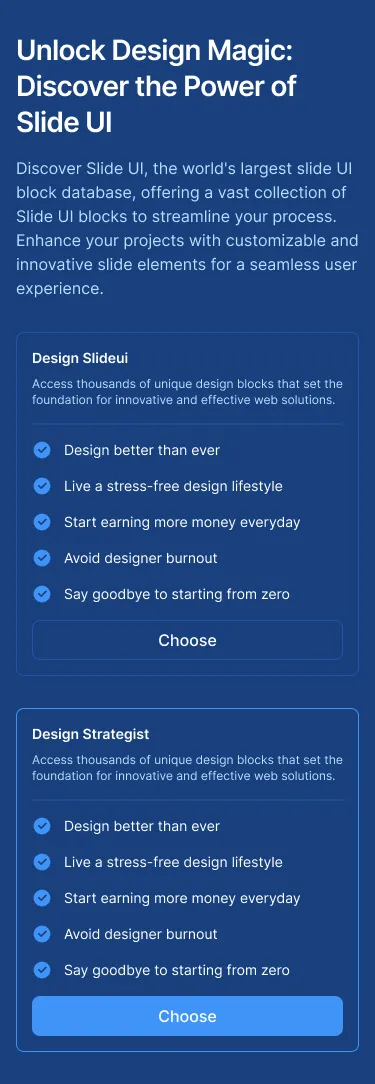 Unlock Design Magic:
Discover the Power of
Slide UI
Discover Slide UI, the world's largest slide UI
block database, offering a vast collection of
Slide UI blocks to streamline your process.
Enhance your projects with customizable and
innovative slide elements for a seamless user
experience.
Design Slideui
Access thousands of unique design blocks that set the
foundation for innovative and effective web solutions.
Design better than ever
Live a stress-free design lifestyle
Start earning more money everyday
Avoid designer burnout
Say goodbye to starting from zero
Choose
Design Strategist
Access thousands of unique design blocks that set the
foundation for innovative and effective web solutions.
Design better than ever
Live a stress-free design lifestyle
Start earning more money everyday
Avoid designer burnout
Say goodbye to starting from zero
Choose